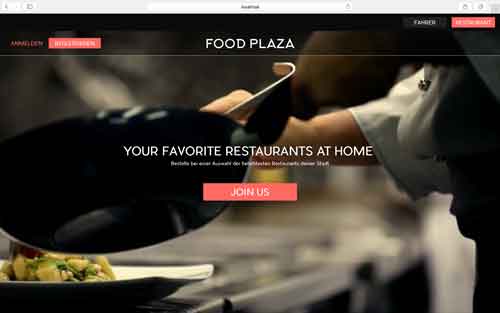 localhost
FAHRER
RESTAURANT
ANMELDEN
REGISTRIEREN
FOOD PLAZA
YOUR FAVORITE RESTAURANTS AT HOME
Bestelle bei einer Auswahl der beliebtesten Restaurants deiner Stadt
JOIN US